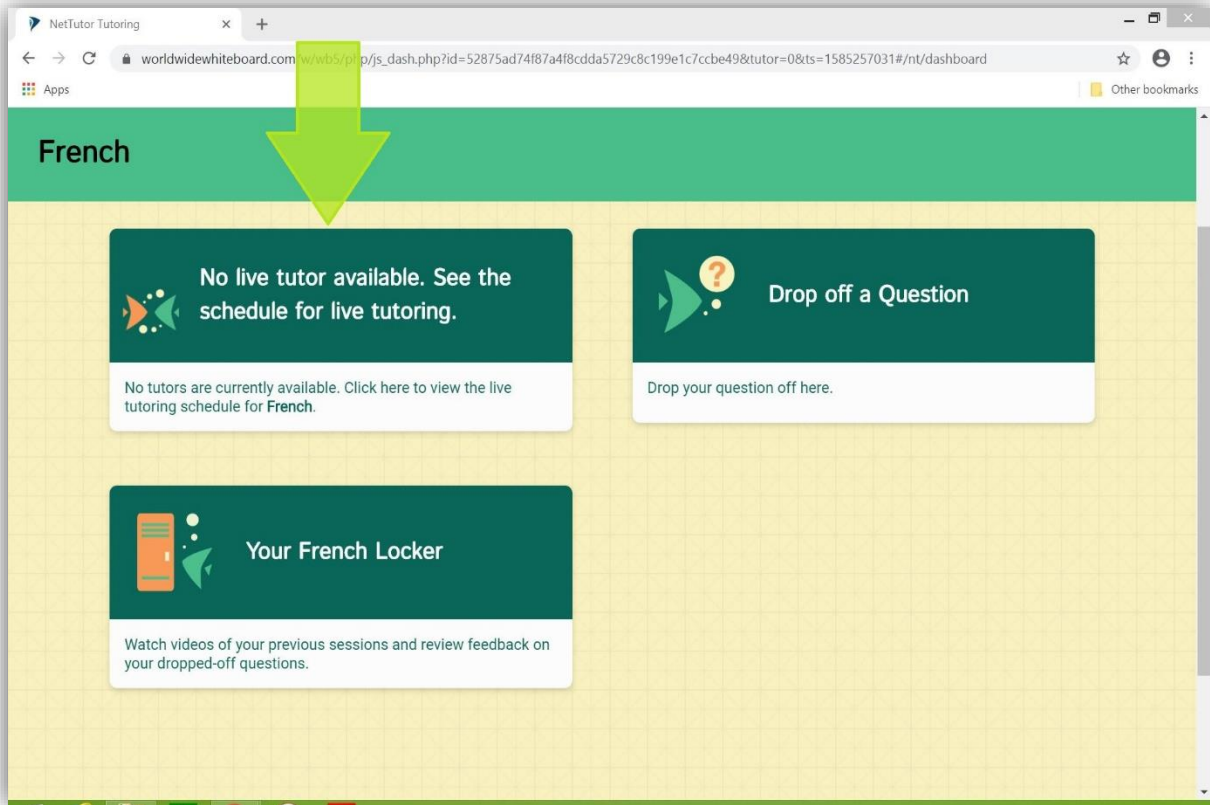 NetTutor Tutoring
worldwidewhiteboard.com/w/wb5/php/js_dash.php?id=52875ad74f87a4f8cdda5729c8c199e1c7ccbe49&tutor=0&ts=1585257031#/nt/dashboard
Apps
Other bookmarks
French
No live tutor available. See the
schedule for live tutoring.
No tutors are currently available. Click here to view the live
tutoring schedule for French.
Drop off a Question
Drop your question off here.
Your French Locker
Watch videos of your previous sessions and review feedback on
your dropped-off questions.